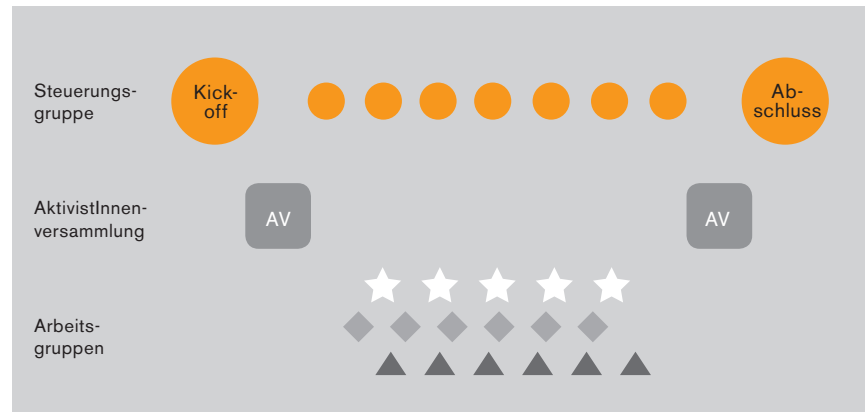 Steuerungs-
gruppe
Kick-
off
Ab-
schluss
AktivistInnen-
versammlung
AV
AV
Arbeits-
gruppen